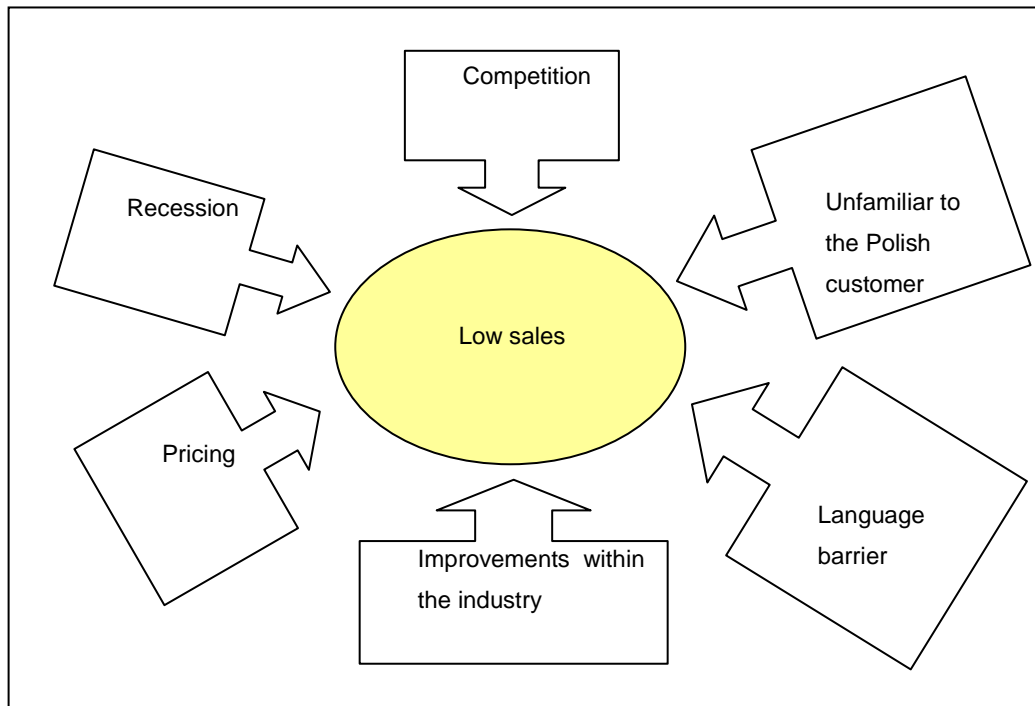 Competition
Recession
Unfamiliar to
the Polish
customer
Low sales
Pricing
Language
barrier
Improvements within
the industry